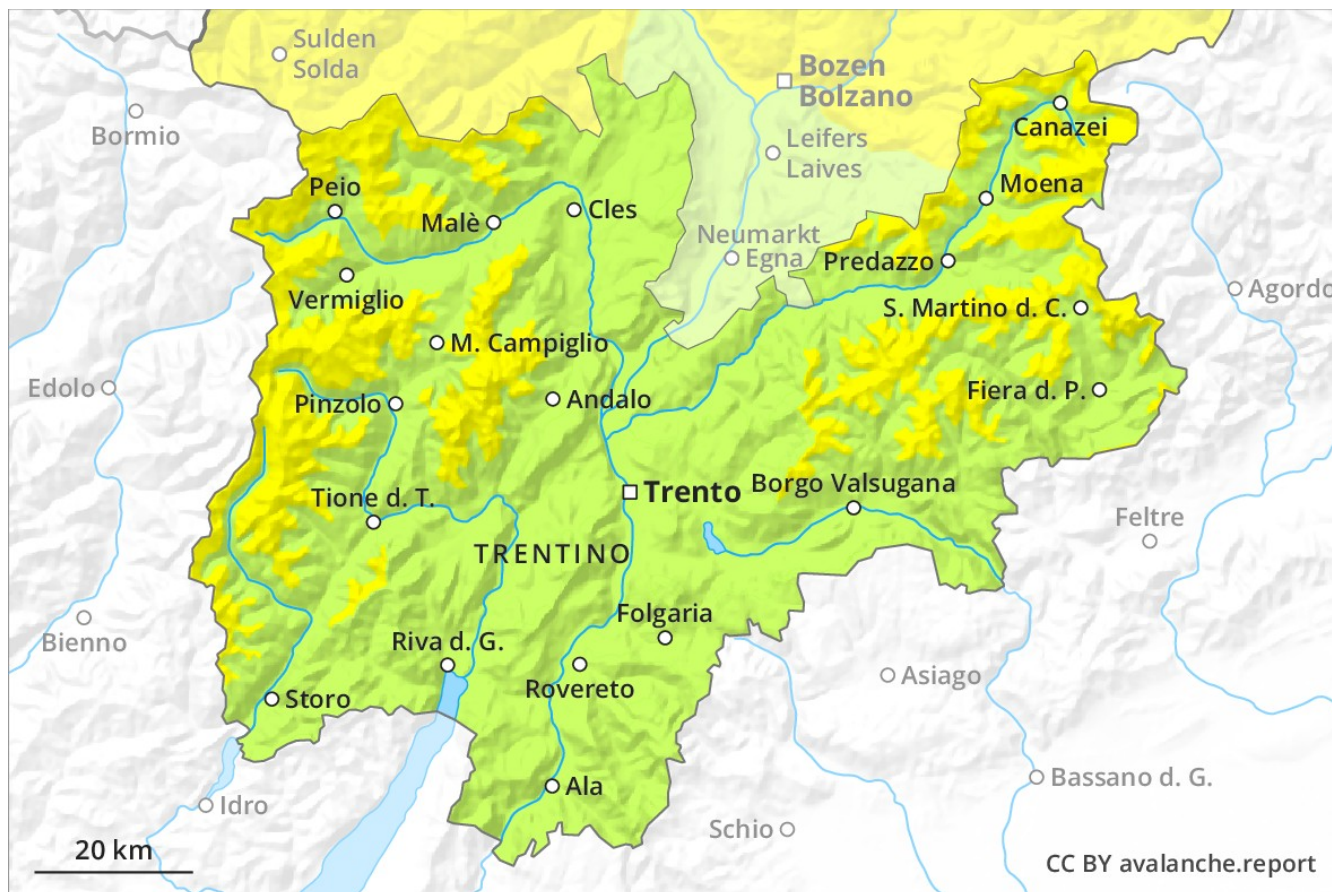 Sulden
Solda
Bozen
Bolzano
Bormio
Canazei
Leifers
Laives
Peio
Moena
Malè
Cles
Neumarkt
Egna
Predazzo
Vermiglio
Agordo
S. Martino d. C.
M. Campiglio
Edolo
Andalo
Fiera d. P.
Pinzolo
Trento
Borgo Valsugana
Tione d. T.
Feltre
TRENTINO
Bienno
Folgaria
Riva d. G.
Asiago
Rovereto
Storo
Bassano d. G.
Ala
Idro
Schio
20 km
CC BY avalanche.report